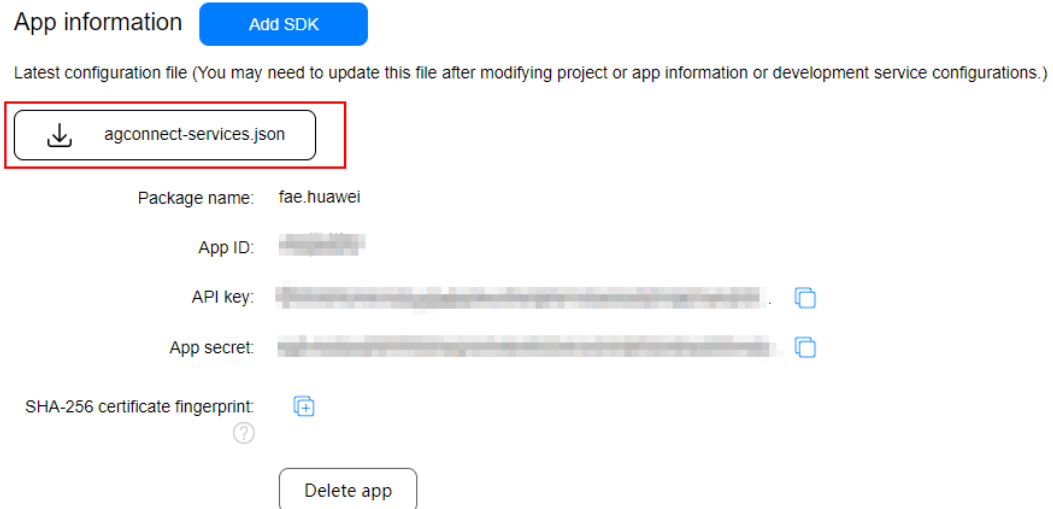 App information Add SDK
Latest configuration file (You may need to update this file after modifying project or app information or development service configurations.)
agconnect-services.json
Package name: fae.huawei
App ID:
API key:
App secret:
SHA-256 certificate fingerprint:
?
Delete app